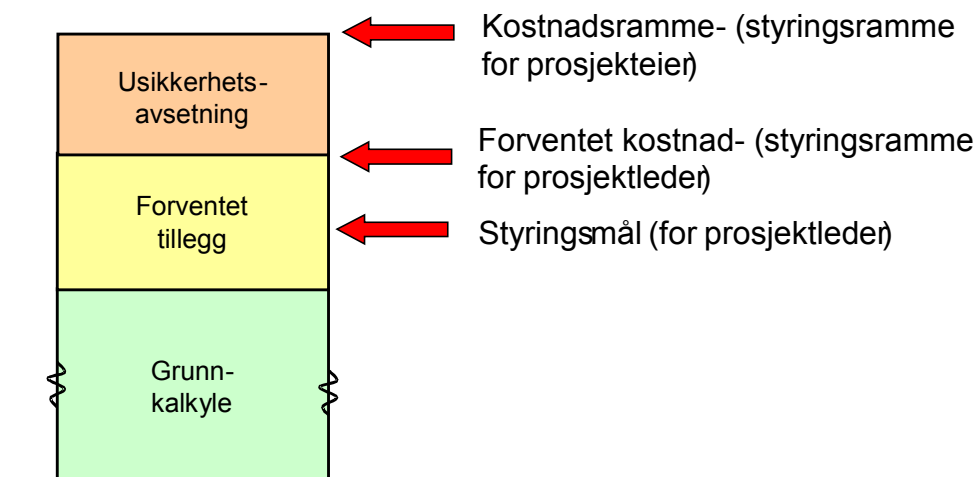 Kostnadsramme- (styringsramme
for prosjekteier)
Usikkerhets-
avsetning
Forventet kostnad- (styringsramme
for prosjektleder)
Forventet
tillegg
Styringsmål (for prosjektleder)
Grunn-
kalkyle